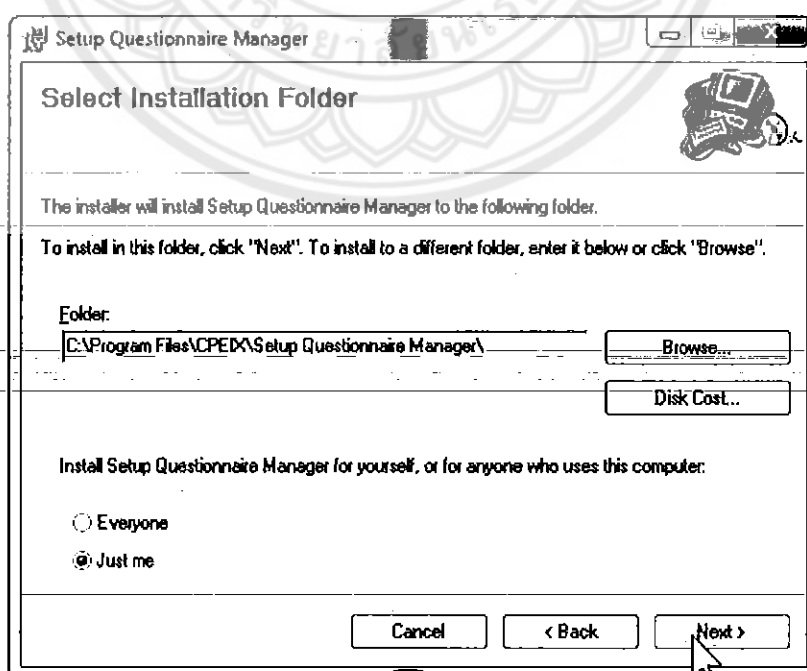 Setup Questionnaire Manager
Select Installation Folder
The installer will install Setup Questionnaire Manager to the following folder.
To install in this folder, click "Next". To install to a different folder, enter it below or click "Browse".
Folder:
C:\Program Files\CPEIX\Setup Questionnaire Manager\
Browse...
Disk Cost...
Install Setup Questionnaire Manager for yourself, or for anyone who uses this computer:
Everyone
Just me
Cancel
< Back
Next >